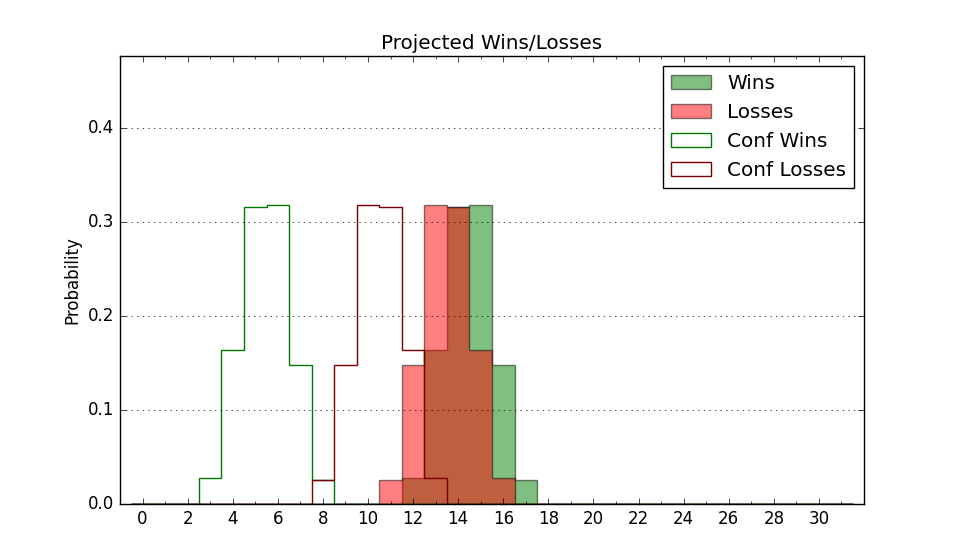 Projected Wins/Losses
Wins
Losses
Conf Wins
Conf Losses
Probability
0.4
0.3
0.2
0.1
0.0
0 2 4 6 8 10 12 14 16 18 20 22 24 26 28 30